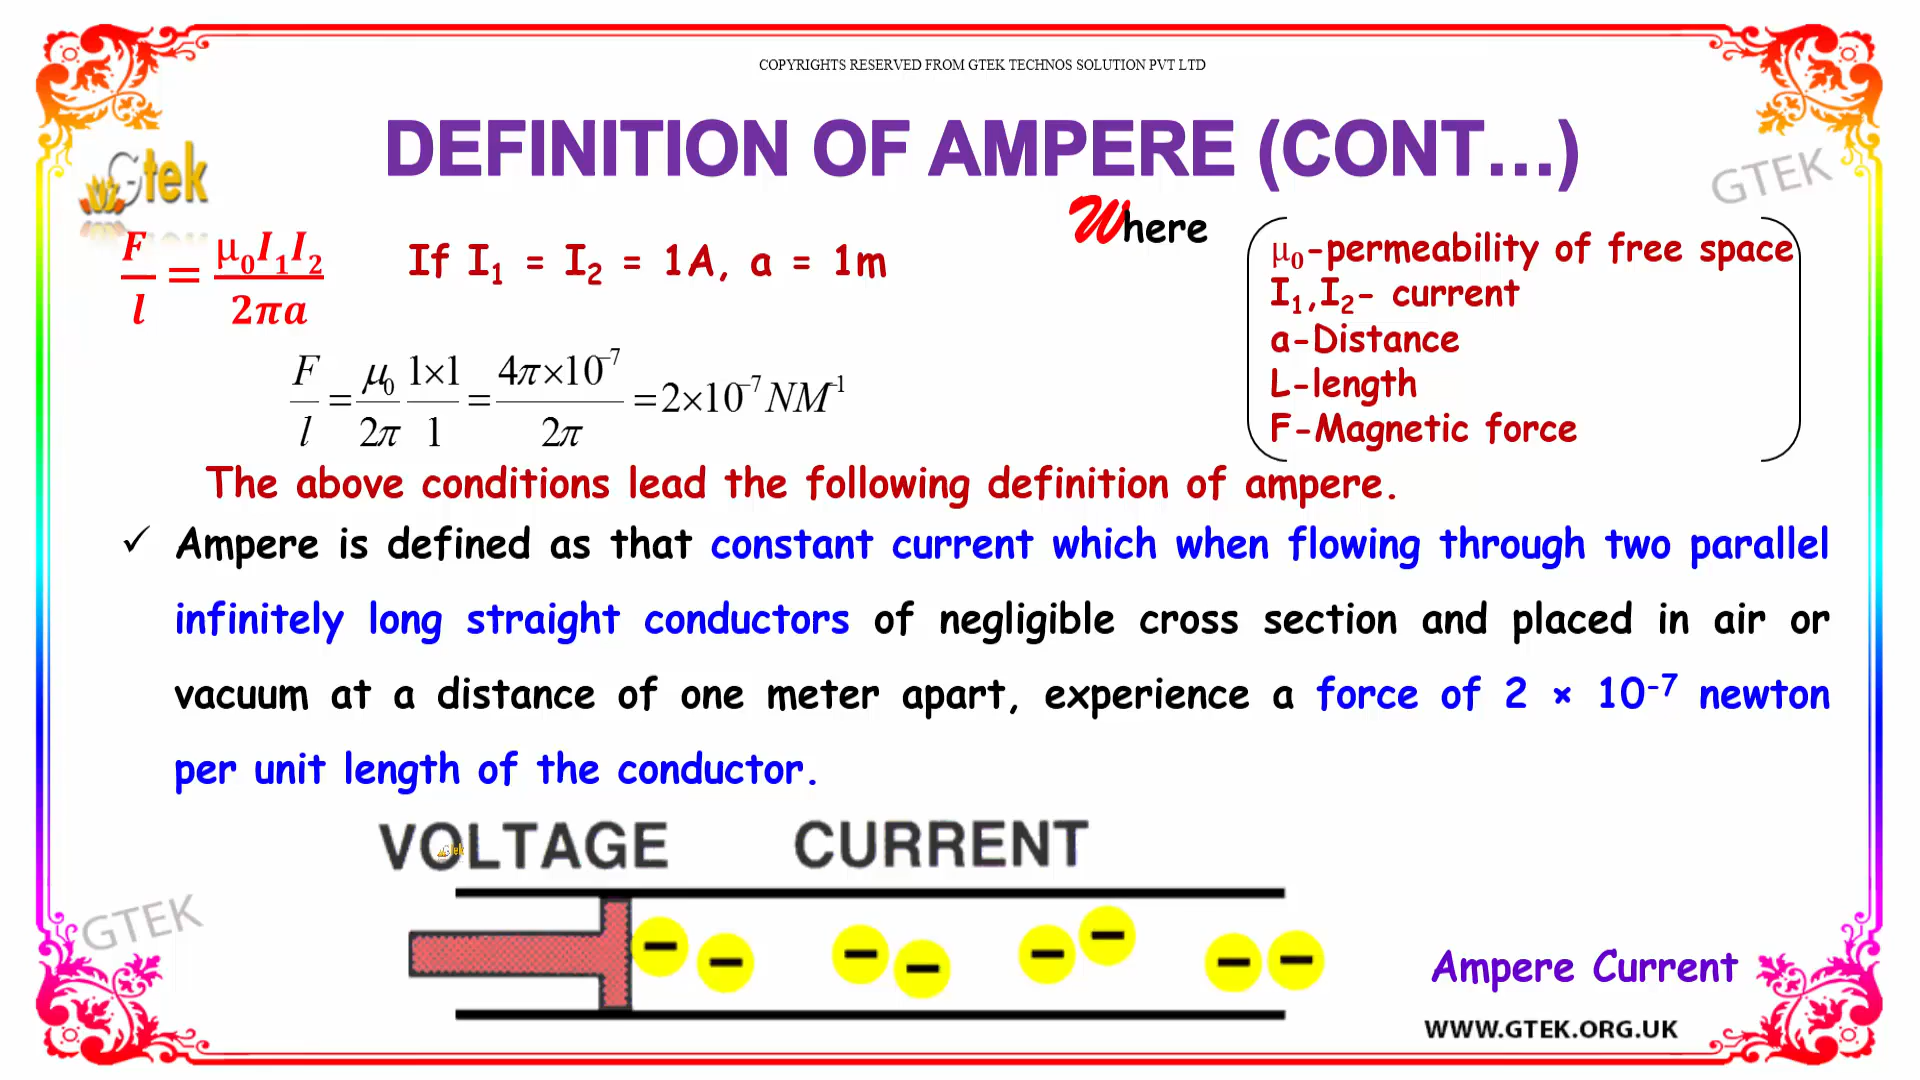 COPYRIGHTS RESERVED FROM GTEK TECHNOS SOLUTION PVT LTD
DEFINITION OF AMPERE (CONT...)
Gtek
GTEK
Where
F/l = μ₀I₁I₂/2πa
If I₁ = I₂ = 1A, a = 1m
μ₀-permeability of free space
I₁,I₂- current
a-Distance
L-length
F-Magnetic force
F/l = μ₀/2π 1×1/1 = 4π×10⁻⁷/2π = 2×10⁻⁷ NM⁻¹
The above conditions lead the following definition of ampere.
✓ Ampere is defined as that constant current which when flowing through two parallel
infinitely long straight conductors of negligible cross section and placed in air or
vacuum at a distance of one meter apart, experience a force of 2 × 10⁻⁷ newton
per unit length of the conductor.
VOLTAGE CURRENT
Gtek
GTEK
Ampere Current
WWW.GTEK.ORG.UK